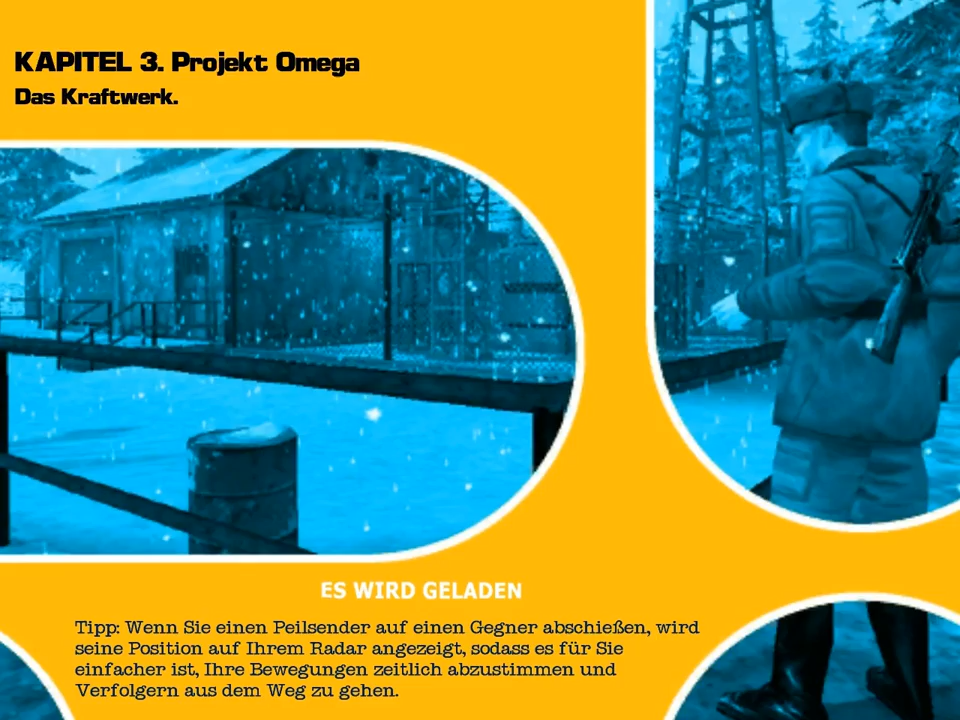 KAPITEL 3. Projekt Omega
Das Kraftwerk.
ES WIRD GELADEN
Tipp: Wenn Sie einen Peilsender auf einen Gegner abschießen, wird
seine Position auf Ihrem Radar angezeigt, sodass es für Sie
einfacher ist, Ihre Bewegungen zeitlich abzustimmen und
Verfolgern aus dem Weg zu gehen.